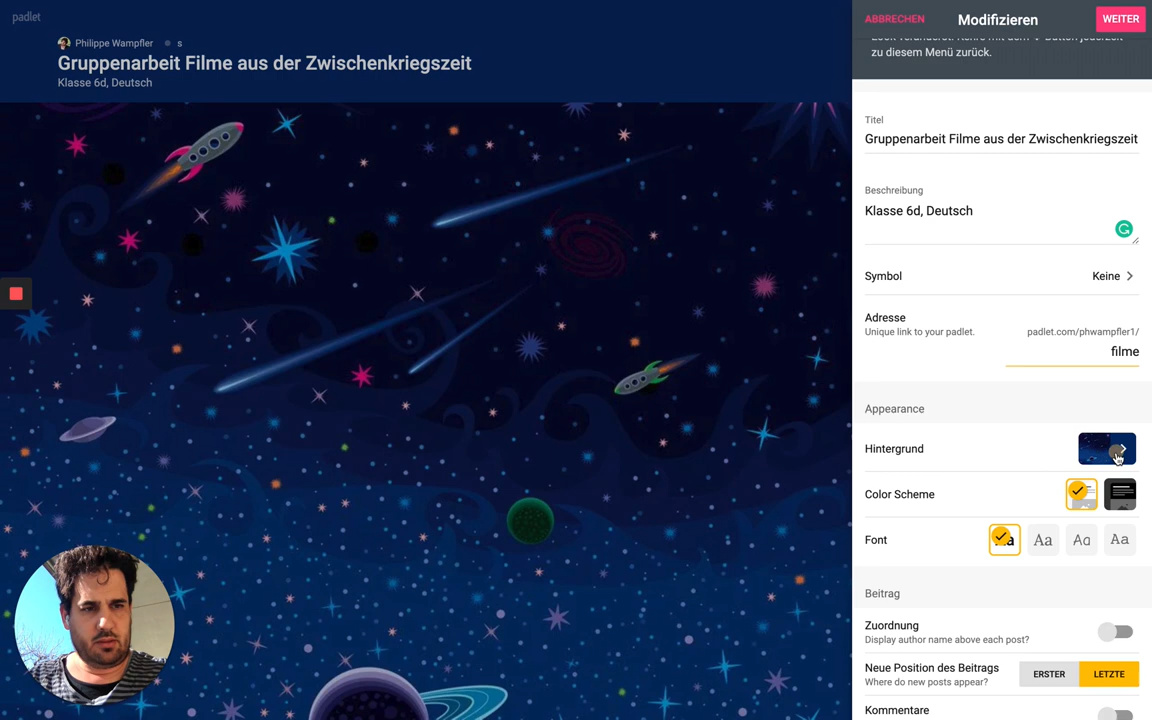 padlet
Philippe Wampfler
s
Gruppenarbeit Filme aus der Zwischenkriegszeit
Klasse 6d, Deutsch
ABBRECHEN
Modifizieren
WEITER
zu diesem Menü zurück.
Titel
Gruppenarbeit Filme aus der Zwischenkriegszeit
Beschreibung
Klasse 6d, Deutsch
Symbol
Keine
Adresse
Unique link to your padlet.
padlet.com/phwampfler1/
filme
Appearance
Hintergrund
Color Scheme
Font
Aa
Aa
Aa
Beitrag
Zuordnung
Display author name above each post?
Neue Position des Beitrags
Where do new posts appear?
ERSTER
LETZTE
Kommentare